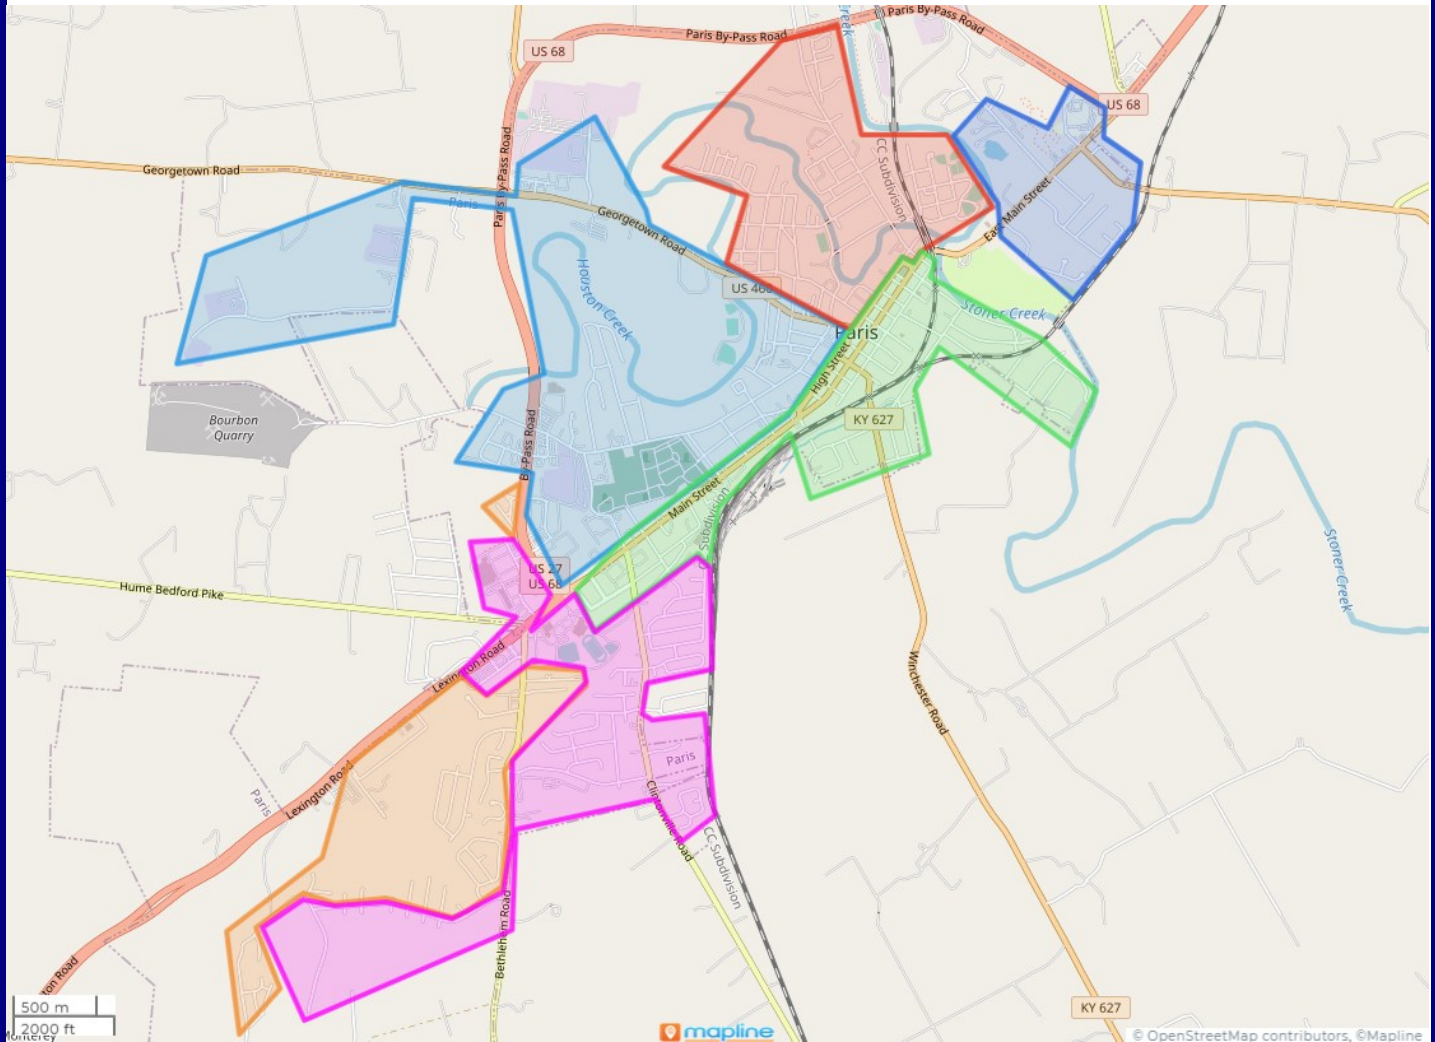 Paris By-Pass Road
Creek
Paris By-Pass Road
US 68
US 68
Paris By-Pass Road
Georgetown Road
Paris
CC Subdivision
East Main Street
Georgetown Road
Houston Creek
US 460
Stoner Creek
Paris
High Street
Bourbon
Quarry
KY 627
By-Pass Road
Main Street
Subdivision
US 27
US 68
Stoner Creek
Hume Bedford Pike
Lexington Road
Winchester Road
Paris
Lexington Road
Paris
Clintonville Road
CC Subdivision
Bethlehem Road
ton Road
500 m
2000 ft
KY 627
mapline
© OpenStreetMap contributors, ©Mapline